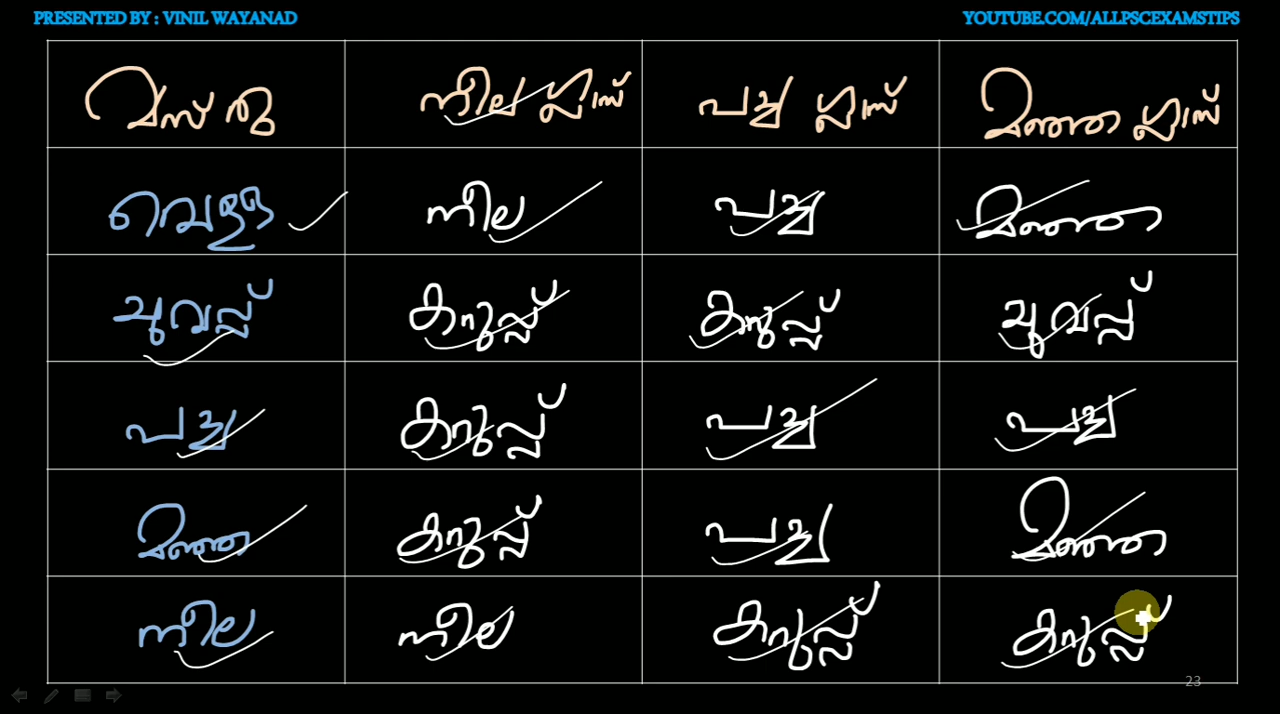 PRESENTED BY : VINIL WAYANAD YOUTUBE.COM/ALLPSCEXAMSTIPS
വസ്തു നീല ഗ്ലാസ് പച്ച ഗ്ലാസ് മഞ്ഞ ഗ്ലാസ്
വെള്ള നീല പച്ച മഞ്ഞ
ചുവപ്പ് കറുപ്പ് കറുപ്പ് ചുവപ്പ്
പച്ച കറുപ്പ് പച്ച പച്ച
മഞ്ഞ കറുപ്പ് പച്ച മഞ്ഞ
നീല നീല കറുപ്പ് കറുപ്പ്
23